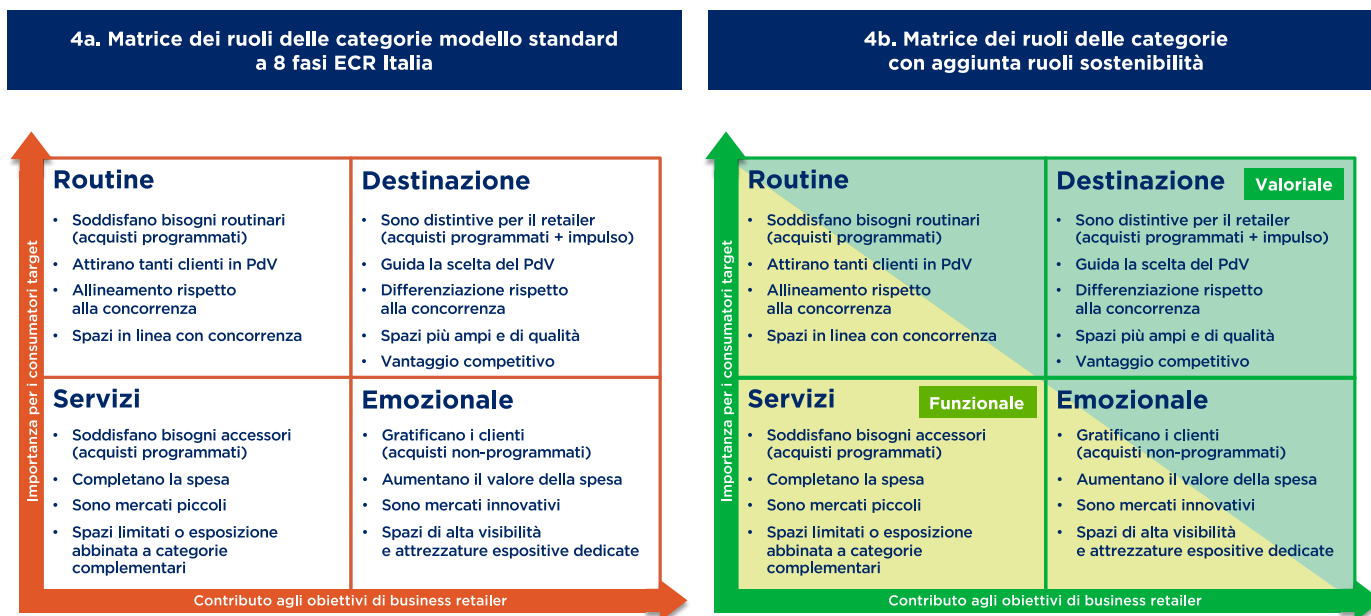 4a. Matrice dei ruoli delle categorie modello standard
a 8 fasi ECR Italia
Importanza per i consumatori target
Routine
• Soddisfano bisogni routinari
(acquisti programmati)
• Attirano tanti clienti in PdV
• Allineamento rispetto
alla concorrenza
• Spazi in linea con concorrenza
Destinazione
• Sono distintive per il retailer
(acquisti programmati + impulso)
• Guida la scelta del PdV
• Differenziazione rispetto
alla concorrenza
• Spazi più ampi e di qualità
• Vantaggio competitivo
Servizi
• Soddisfano bisogni accessori
(acquisti programmati)
• Completano la spesa
• Sono mercati piccoli
• Spazi limitati o esposizione
abbinata a categorie
complementari
Emozionale
• Gratificano i clienti
(acquisti non-programmati)
• Aumentano il valore della spesa
• Sono mercati innovativi
• Spazi di alta visibilità
e attrezzature espositive dedicate
Contributo agli obiettivi di business retailer
4b. Matrice dei ruoli delle categorie
con aggiunta ruoli sostenibilità
Importanza per i consumatori target
Routine
• Soddisfano bisogni routinari
(acquisti programmati)
• Attirano tanti clienti in PdV
• Allineamento rispetto
alla concorrenza
• Spazi in linea con concorrenza
Destinazione
Valoriale
• Sono distintive per il retailer
(acquisti programmati + impulso)
• Guida la scelta del PdV
• Differenziazione rispetto
alla concorrenza
• Spazi più ampi e di qualità
• Vantaggio competitivo
Servizi
Funzionale
• Soddisfano bisogni accessori
(acquisti programmati)
• Completano la spesa
• Sono mercati piccoli
• Spazi limitati o esposizione
abbinata a categorie
complementari
Emozionale
• Gratificano i clienti
(acquisti non-programmati)
• Aumentano il valore della spesa
• Sono mercati innovativi
• Spazi di alta visibilità
e attrezzature espositive dedicate
Contributo agli obiettivi di business retailer